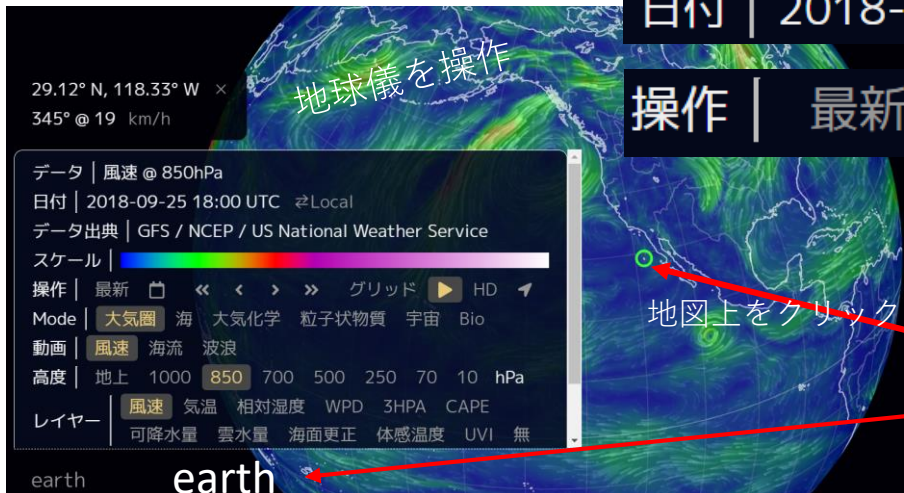 日付 | 2018-
操作 | 最新
地球儀を操作
29.12° N, 118.33° W ×
345° @ 19 km/h
データ | 風速 @ 850hPa
日付 | 2018-09-25 18:00 UTC ⇄Local
データ出典 | GFS / NCEP / US National Weather Service
スケール |
操作 | 最新 « ‹ › » グリッド ▶ HD
Mode | 大気圏 海 大気化学 粒子状物質 宇宙 Bio
動画 | 風速 海流 波浪
高度 | 地上 1000 850 700 500 250 70 10 hPa
レイヤー | 風速 気温 相対湿度 WPD 3HPA CAPE
可降水量 雲水量 海面更正 体感温度 UVI 無
地図上をクリック
earth earth